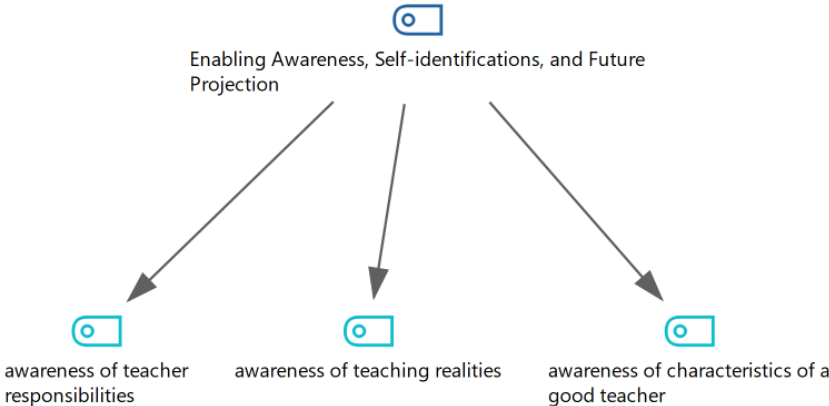 Enabling Awareness, Self-identifications, and Future
Projection
awareness of teacher
responsibilities
awareness of teaching realities
awareness of characteristics of a
good teacher